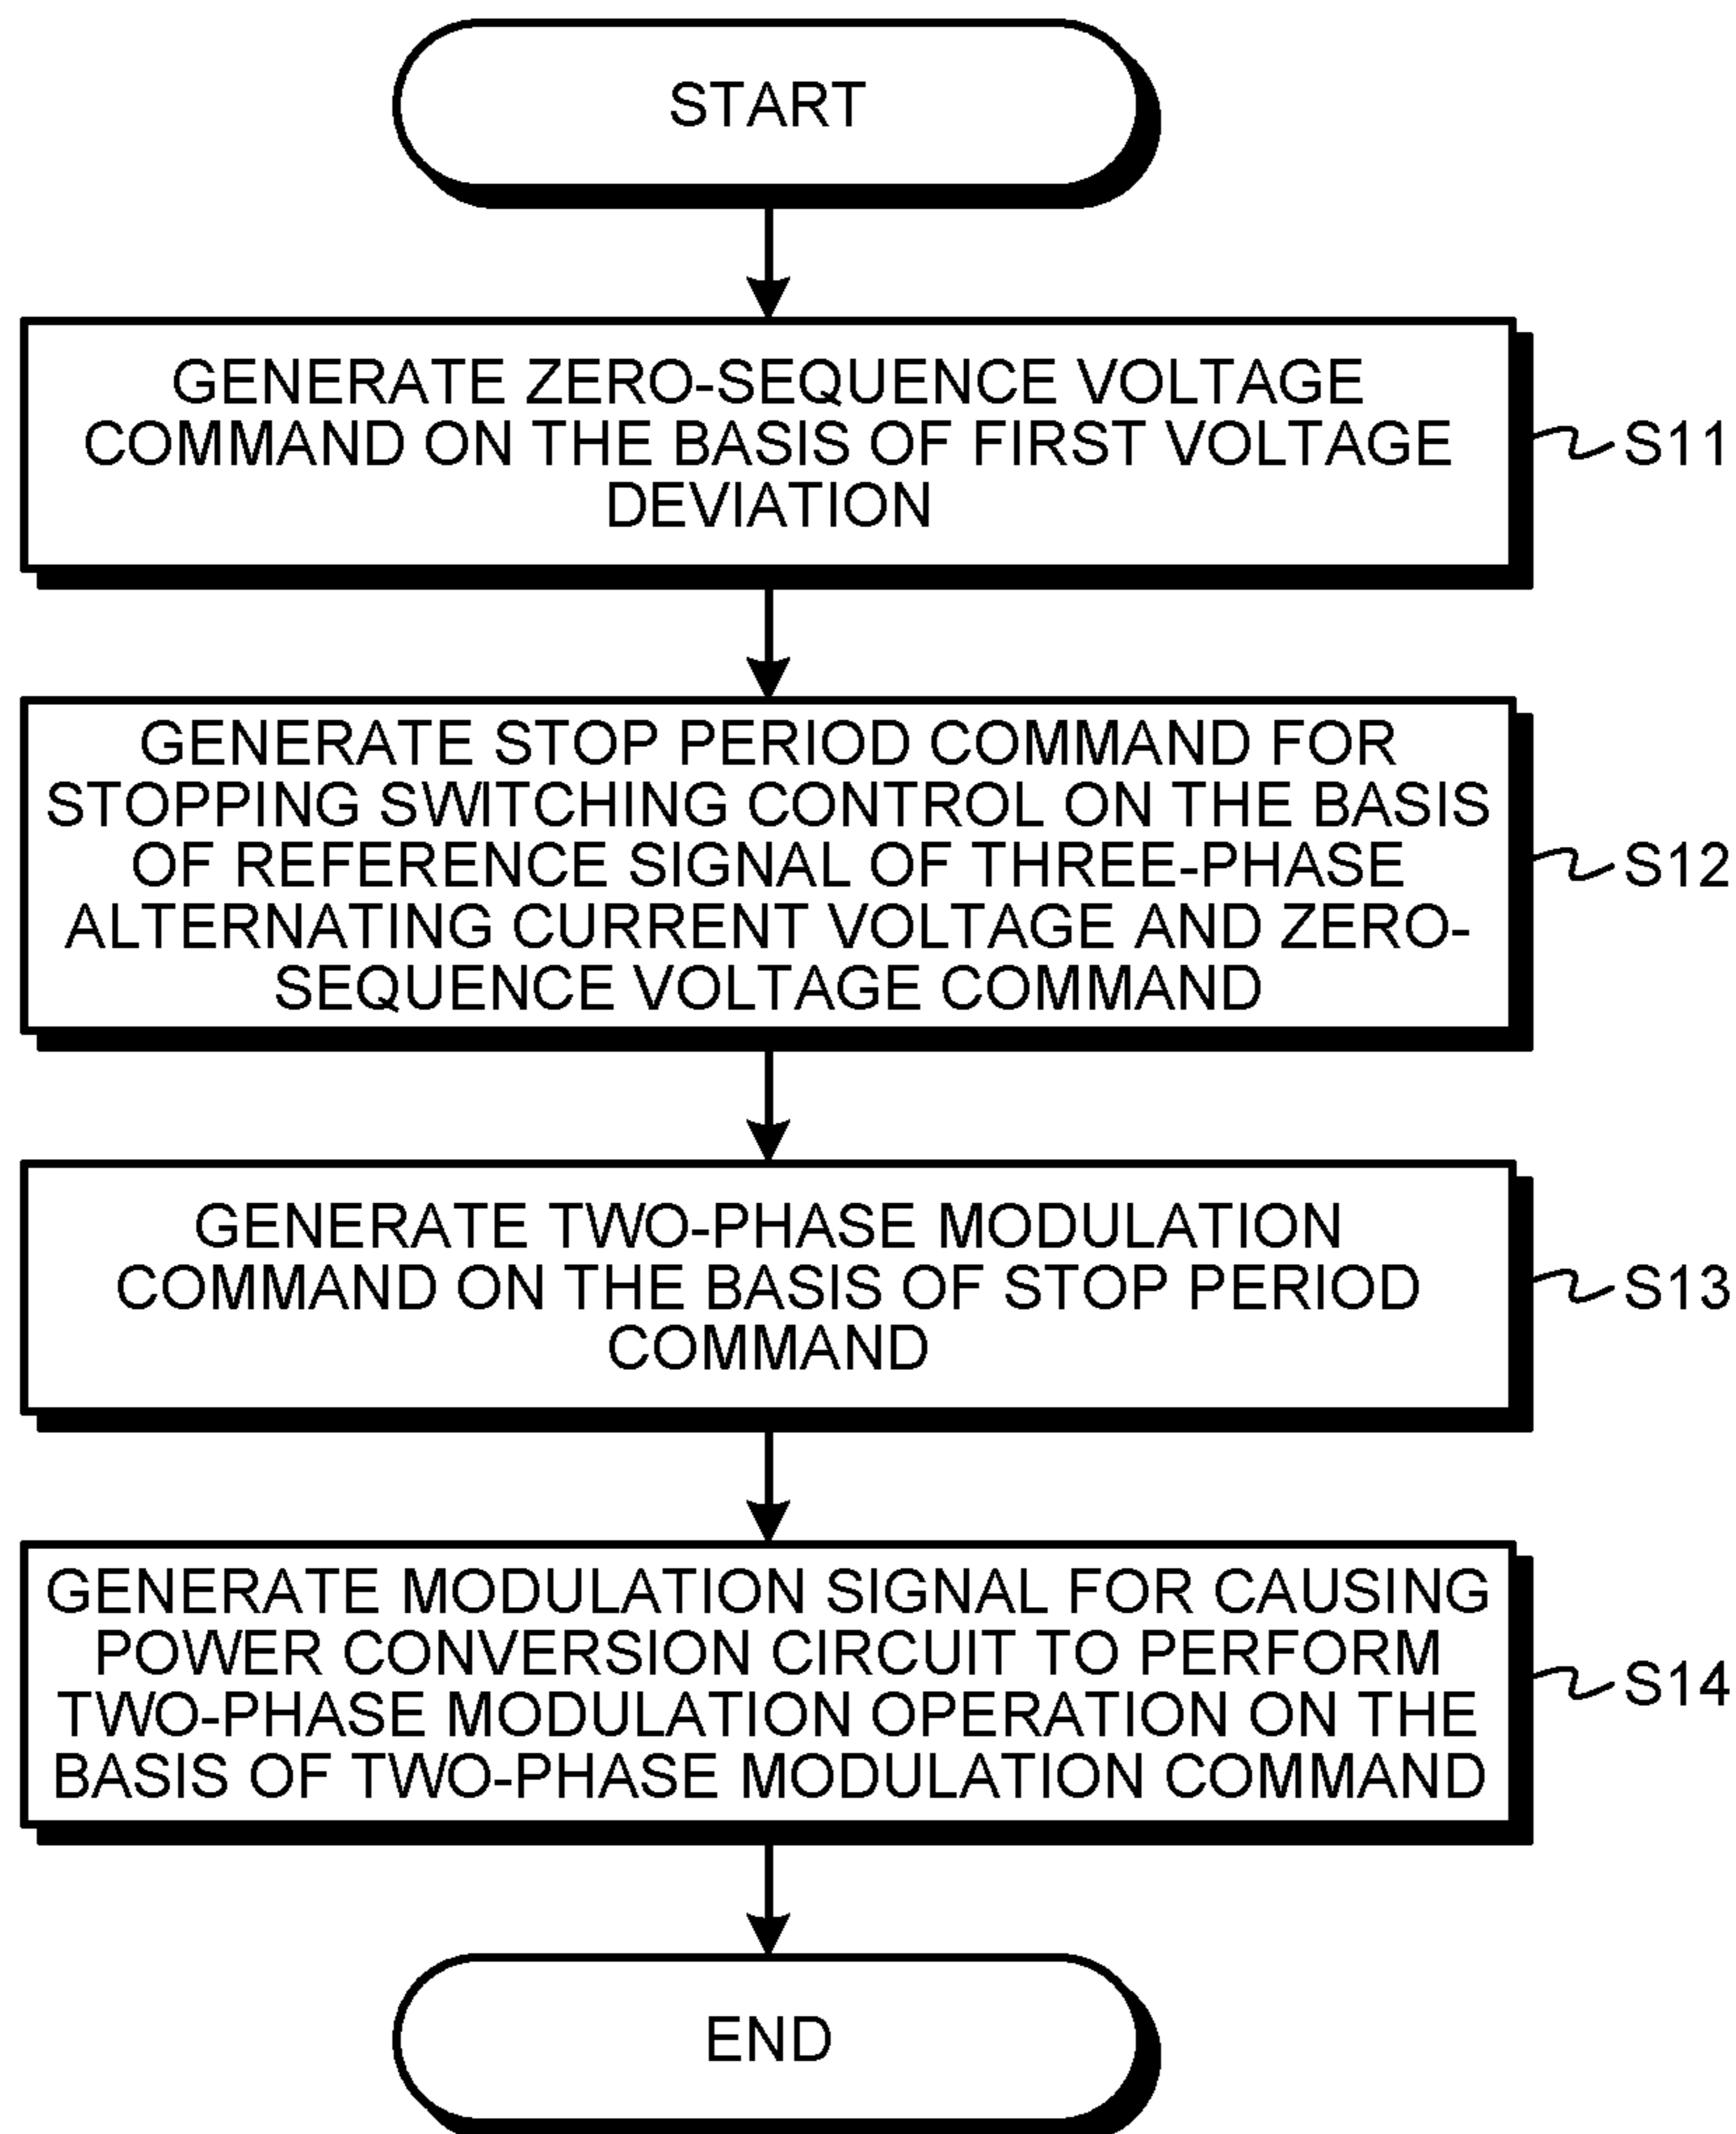 START
GENERATE ZERO-SEQUENCE VOLTAGE
COMMAND ON THE BASIS OF FIRST VOLTAGE
DEVIATION
S11
GENERATE STOP PERIOD COMMAND FOR
STOPPING SWITCHING CONTROL ON THE BASIS
OF REFERENCE SIGNAL OF THREE-PHASE
ALTERNATING CURRENT VOLTAGE AND ZERO-
SEQUENCE VOLTAGE COMMAND
S12
GENERATE TWO-PHASE MODULATION
COMMAND ON THE BASIS OF STOP PERIOD
COMMAND
S13
GENERATE MODULATION SIGNAL FOR CAUSING
POWER CONVERSION CIRCUIT TO PERFORM
TWO-PHASE MODULATION OPERATION ON THE
BASIS OF TWO-PHASE MODULATION COMMAND
S14
END